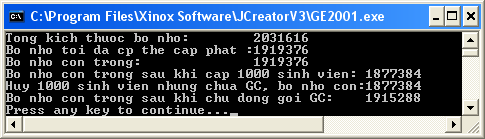 C:\Program Files\Xinox Software\JCreatorV3\GE2001.exe
Tong kich thuoc bo nho: 2031616
Bo nho toi da cp the cap phat :1919376
Bo nho con trong: 1919376
Bo nho con trong sau khi cap 1000 sinh vien: 1877384
Huy 1000 sinh vien nhung chua GC, bo nho con:1877384
Bo nho con trong sau khi chu dong goi GC: 1915288
Press any key to continue..._